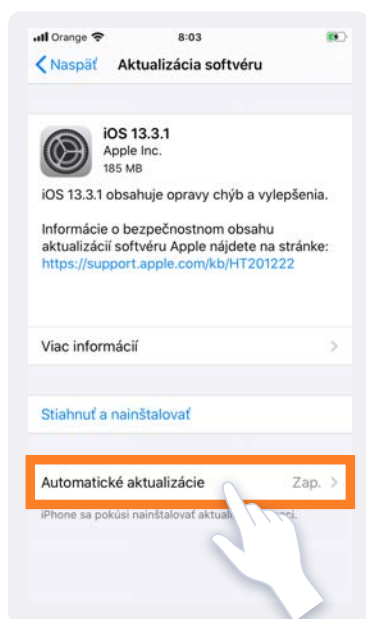 Orange 8:03
Naspäť Aktualizácia softvéru
iOS 13.3.1
Apple Inc.
185 MB
iOS 13.3.1 obsahuje opravy chýb a vylepšenia.
Informácie o bezpečnostnom obsahu
aktualizácií softvéru Apple nájdete na stránke:
https://support.apple.com/kb/HT201222
Viac informácií
Stiahnuť a nainštalovať
Automatické aktualizácie Zap.
iPhone sa pokúsi nainštalovať